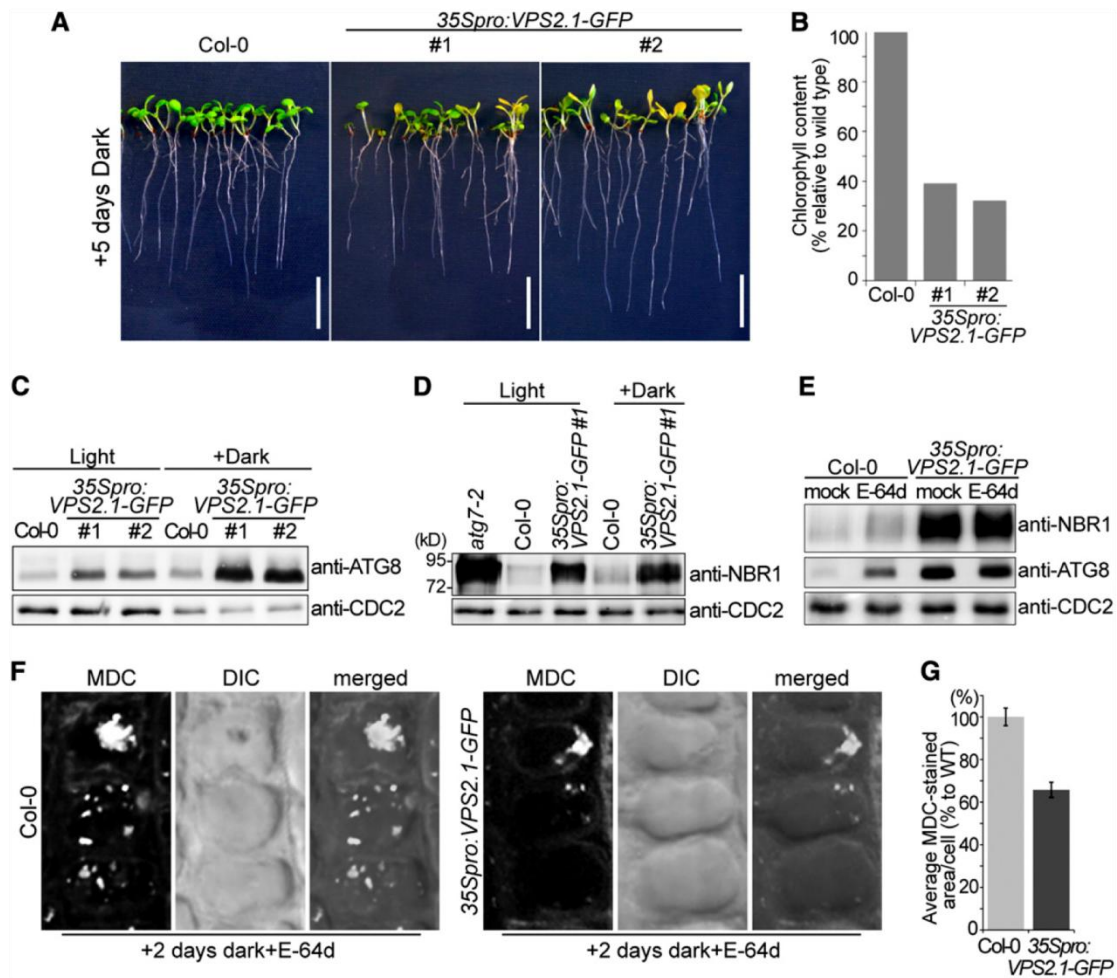 A
35Spro:VPS2.1-GFP
Col-0
#1
#2
+5 days Dark
B
Chlorophyll content
(% relative to wild type)
100
80
60
40
20
0
Col-0
#1
#2
35Spro:
VPS2.1-GFP
C
Light
+Dark
35Spro:
VPS2.1-GFP
35Spro:
VPS2.1-GFP
Col-0
#1
#2
Col-0
#1
#2
anti-ATG8
anti-CDC2
D
Light
+Dark
atg7-2
Col-0
35Spro:
VPS2.1-GFP #1
Col-0
35Spro:
VPS2.1-GFP #1
(kD)
95-
72-
anti-NBR1
anti-CDC2
E
35Spro:
Col-0 VPS2.1-GFP
mock E-64d mock E-64d
anti-NBR1
anti-ATG8
anti-CDC2
F
MDC
DIC
merged
Col-0
+2 days dark+E-64d
MDC
DIC
merged
35Spro:VPS2.1-GFP
+2 days dark+E-64d
G
(%)
Average MDC-stained
area/cell (% to WT)
100
80
60
40
20
0
Col-0 35Spro:
VPS2.1-GFP